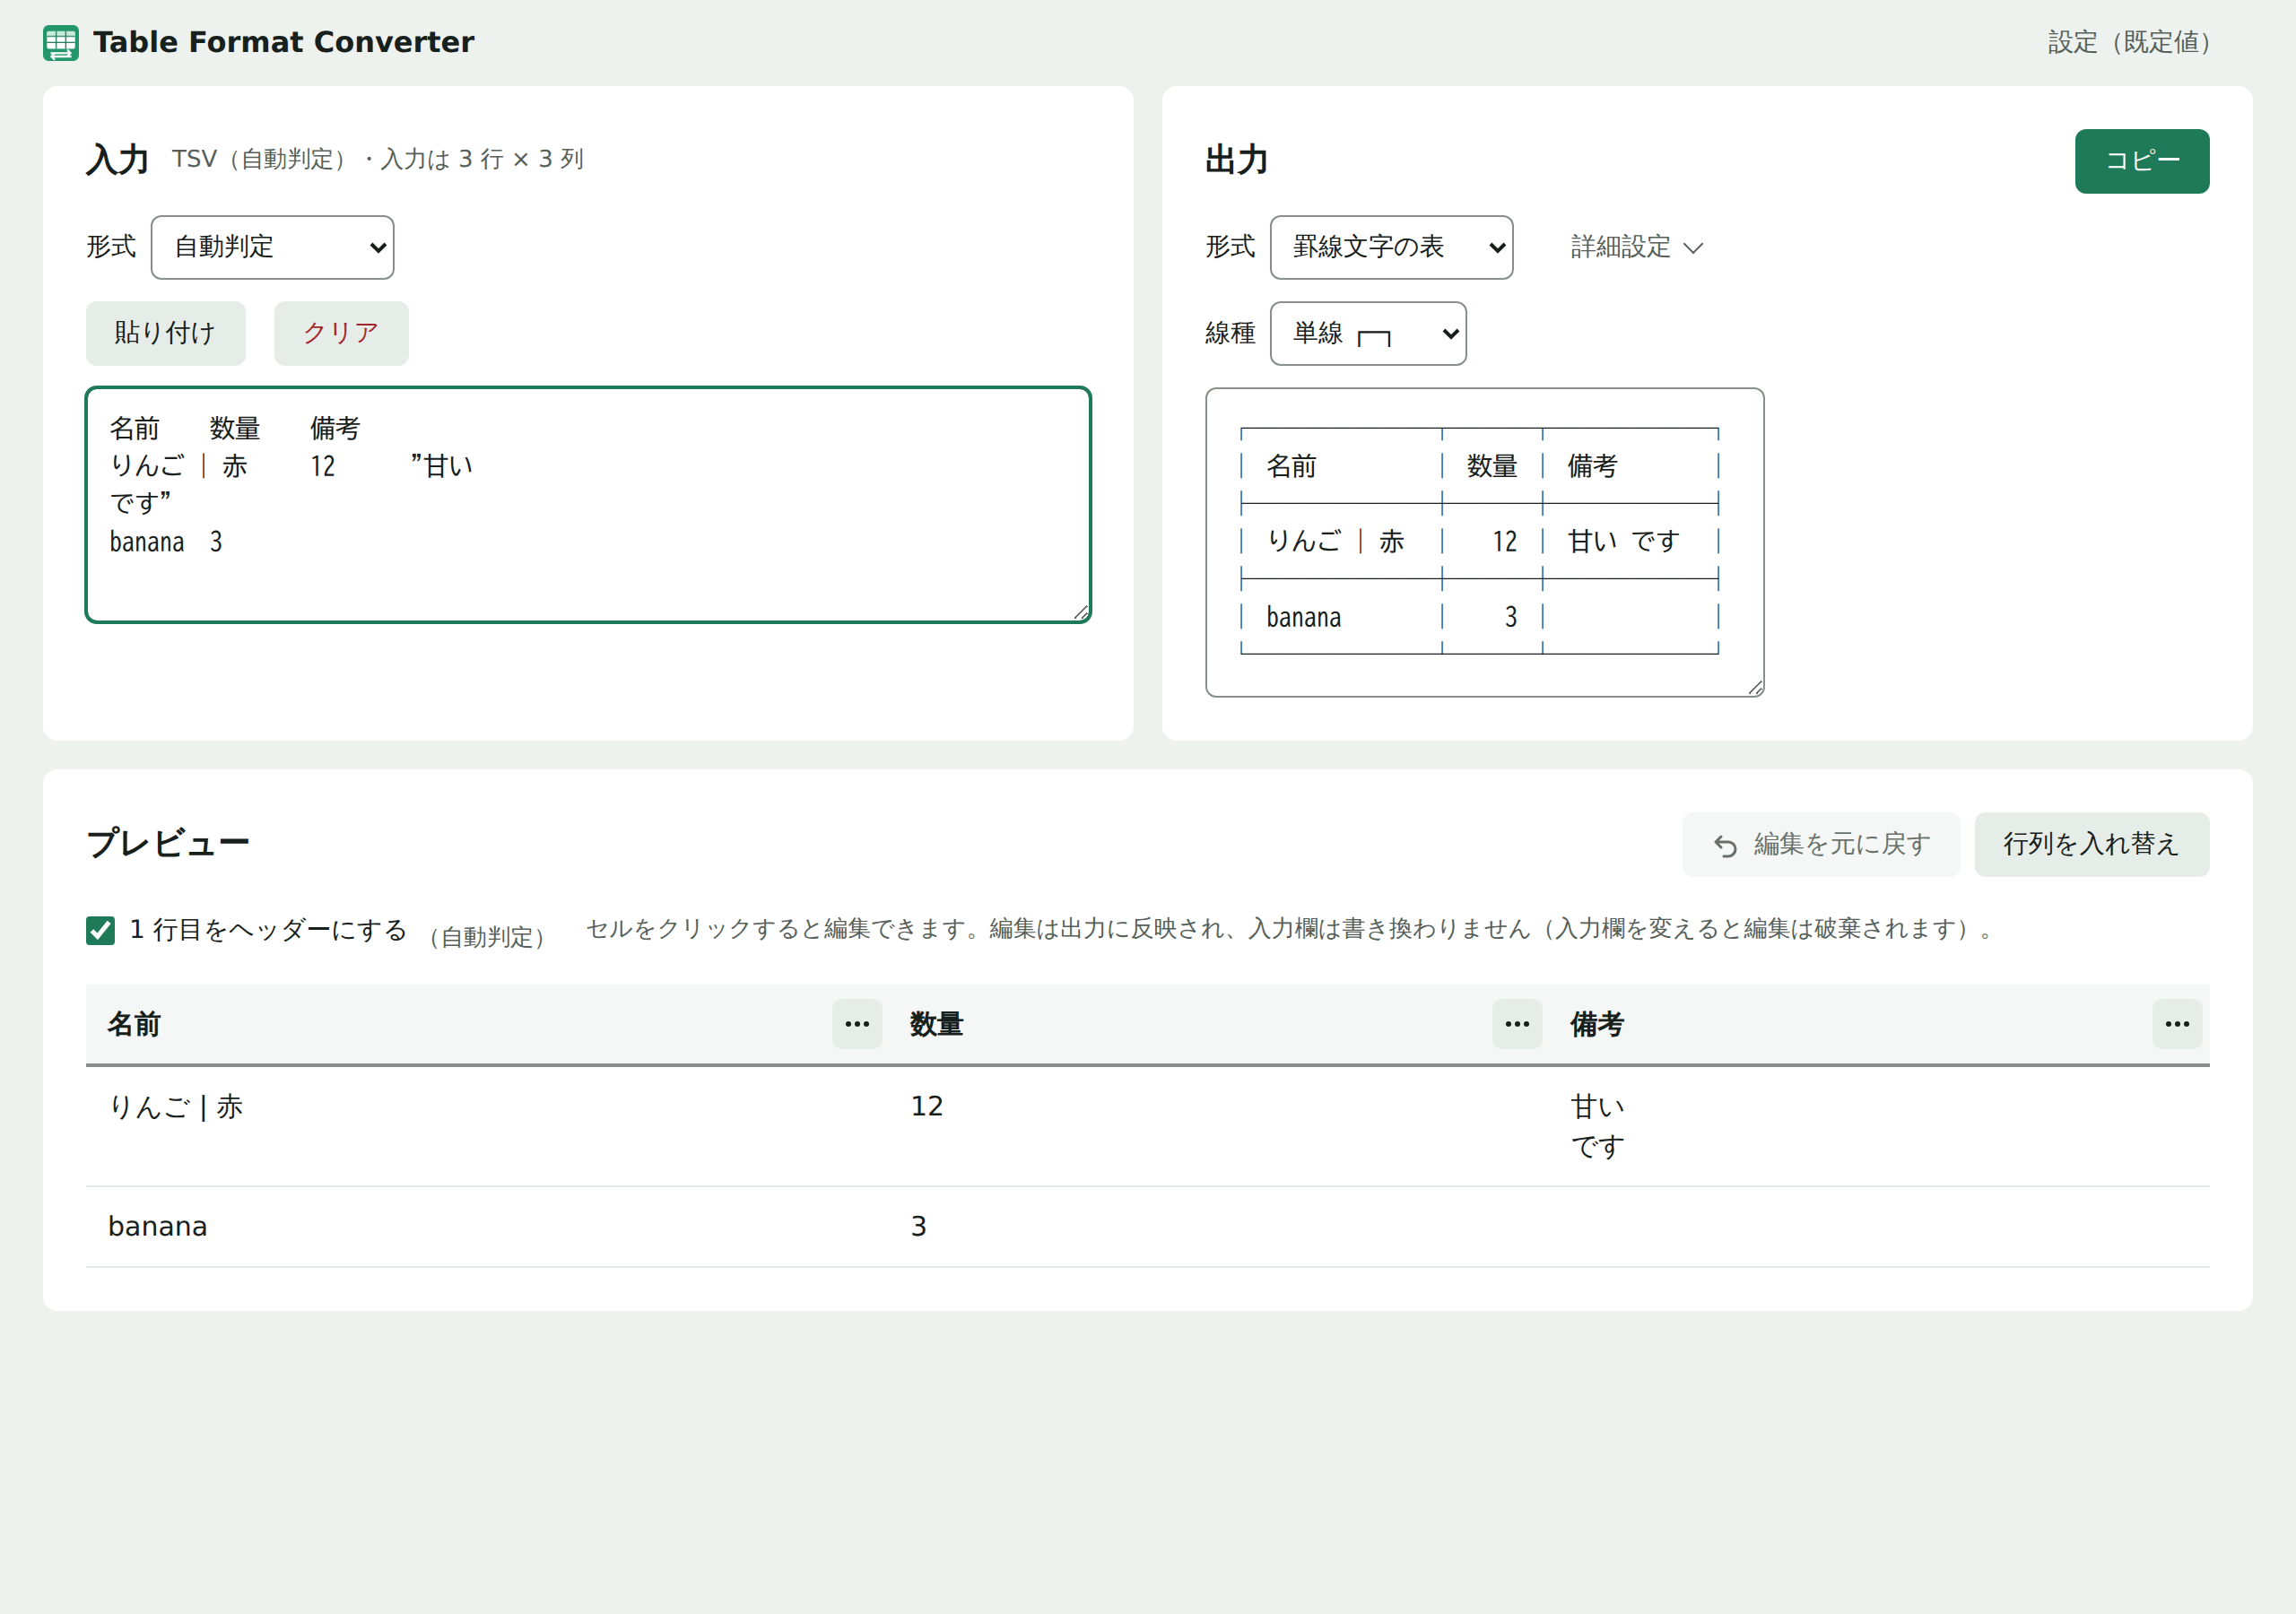 Table Format Converter
設定（既定値）
入力 TSV（自動判定）・入力は 3 行 × 3 列
形式 自動判定
貼り付け クリア
名前 数量 備考
りんご | 赤 12 "甘い
です"
banana 3
出力 コピー
形式 罫線文字の表 詳細設定
線種 単線 ┌─┐
┌───────────────┬───────┬─────────────┐
│ 名前 │ 数量 │ 備考 │
├───────────────┼───────┼─────────────┤
│ りんご | 赤 │ 12 │ 甘い です │
├───────────────┼───────┼─────────────┤
│ banana │ 3 │ │
└───────────────┴───────┴─────────────┘
プレビュー 編集を元に戻す 行列を入れ替え
1 行目をヘッダーにする （自動判定） セルをクリックすると編集できます。編集は出力に反映され、入力欄は書き換わりません（入力欄を変えると編集は破棄されます）。
名前 … 数量 … 備考 …
りんご | 赤 12 甘い
です
banana 3